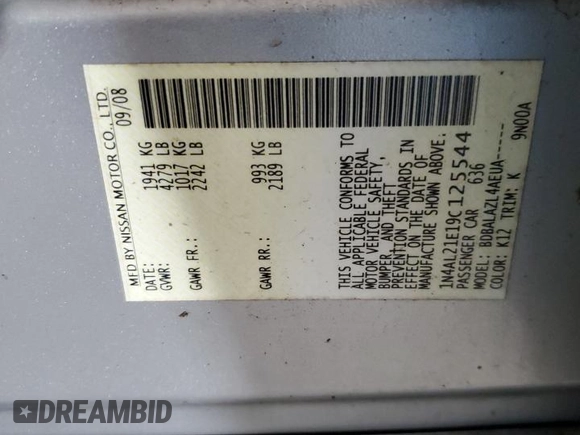 MFD BY NISSAN MOTOR CO., LTD.
DATE: 09/08
GVWR: 1941 KG
4279 LB
GAWR FR.: 1017 KG
2242 LB
GAWR RR.: 993 KG
2189 LB
THIS VEHICLE CONFORMS TO
ALL APPLICABLE FEDERAL
MOTOR VEHICLE SAFETY,
BUMPER, AND THEFT
PREVENTION STANDARDS IN
EFFECT ON THE DATE OF
MANUFACTURE SHOWN ABOVE.
1N4AL21E19C125544
PASSENGER CAR 636
MODEL: BDBALAZL4AEUA-----
COLOR: K12 TRIM: K 9N00A
DREAMBID